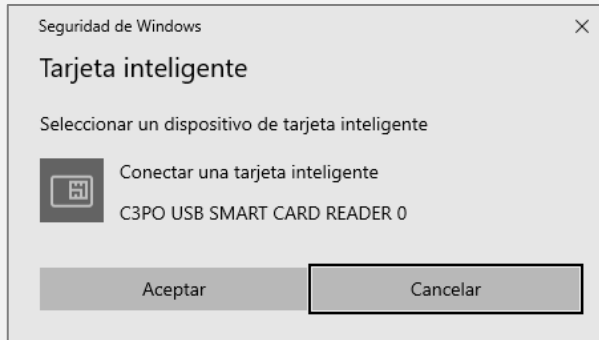 Seguridad de Windows
Tarjeta inteligente
Seleccionar un dispositivo de tarjeta inteligente
Conectar una tarjeta inteligente
C3PO USB SMART CARD READER 0
Aceptar
Cancelar